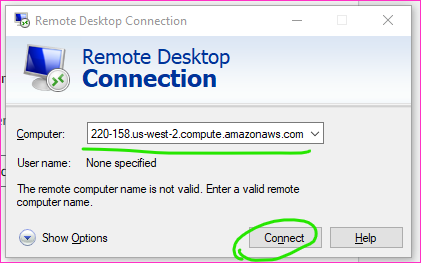 Remote Desktop Connection
Remote Desktop
Connection
Computer: 220-158.us-west-2.compute.amazonaws.com
User name: None specified
The remote computer name is not valid. Enter a valid remote
computer name.
Show Options Connect Help